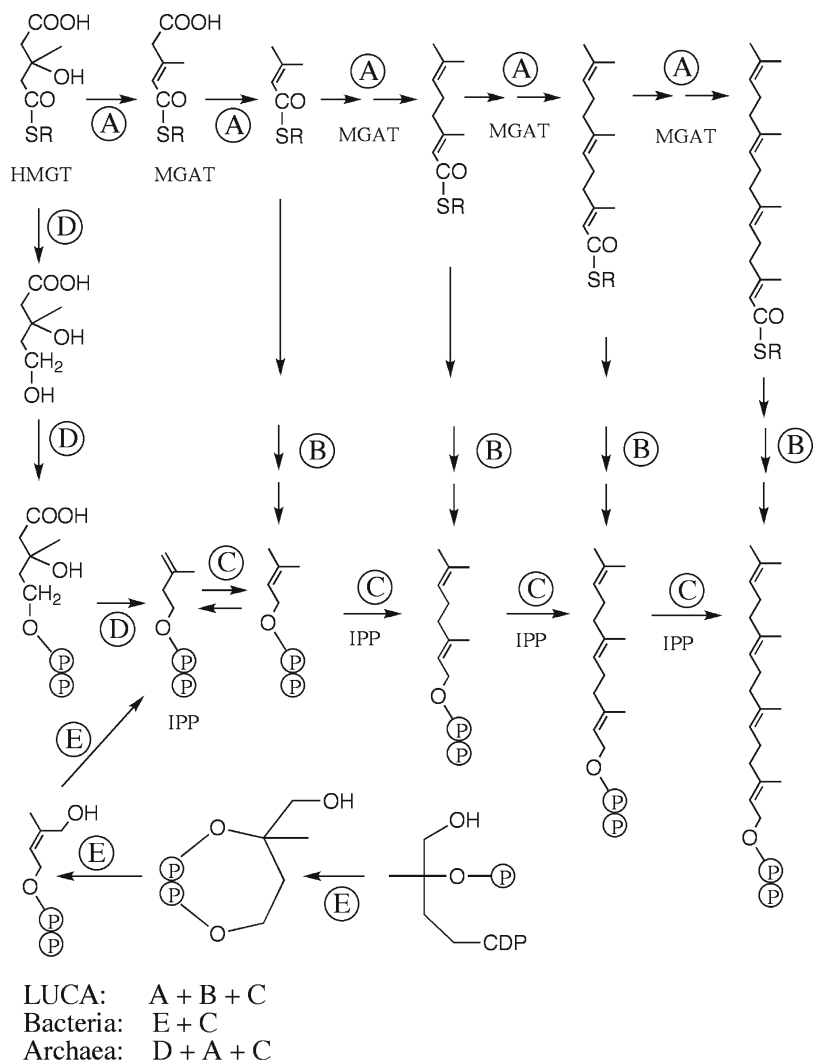 COOH
OH
CO
SR
HMGT
A
COOH
CO
SR
MGAT
A
CO
SR
A
MGAT
CO
SR
A
MGAT
CO
SR
A
MGAT
CO
SR
D
COOH
OH
CH2
OH
D
B
B
B
B
COOH
OH
CH2
O
P
P
D
O
P
P
IPP
C
O
P
P
C
IPP
O
P
P
C
IPP
O
P
P
C
IPP
O
P
P
E
OH
O
P
P
E
OH
O
P
P
O
E
OH
O
P
CDP
LUCA: A + B + C
Bacteria: E + C
Archaea: D + A + C